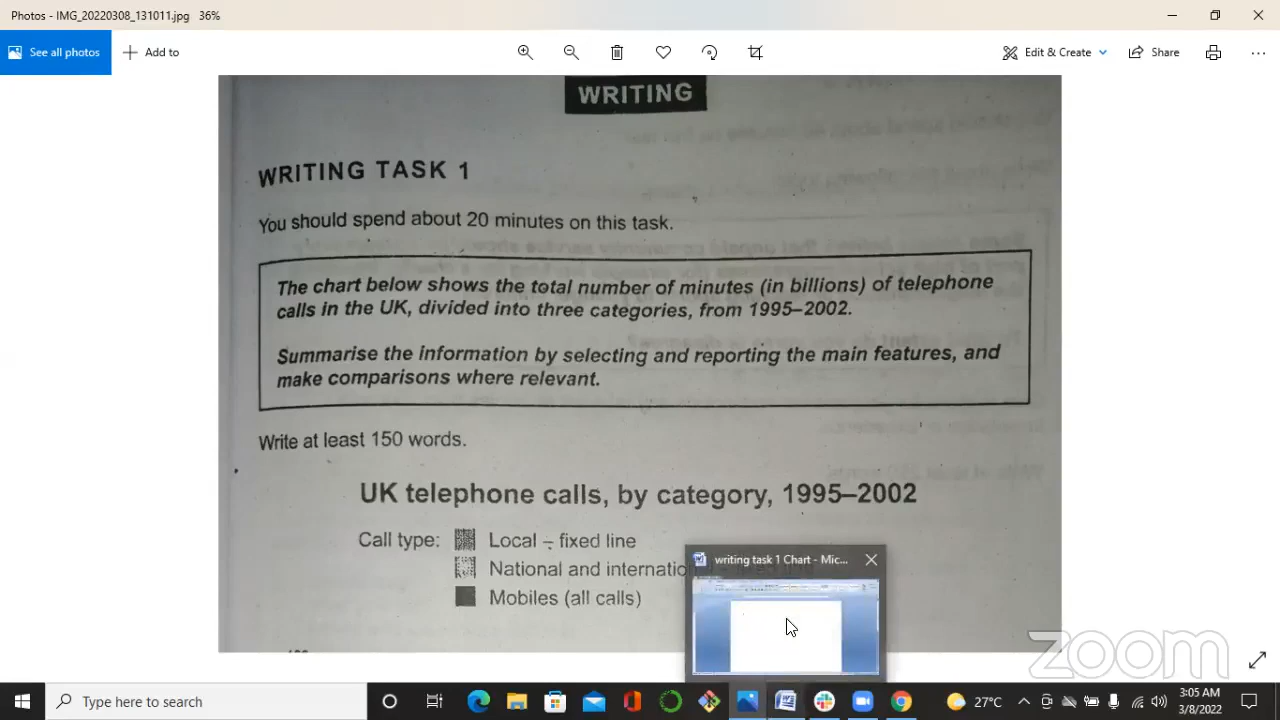 Photos - IMG_20220308_131011.jpg 36%
See all photos
Add to
Edit & Create
Share
WRITING
WRITING TASK 1
You should spend about 20 minutes on this task.
The chart below shows the total number of minutes (in billions) of telephone
calls in the UK, divided into three categories, from 1995–2002.
Summarise the information by selecting and reporting the main features, and
make comparisons where relevant.
Write at least 150 words.
UK telephone calls, by category, 1995–2002
Call type:
Local – fixed line
National and
Mobiles (all calls)
writing task 1 Chart - Mic...
zoom
Type here to search
27°C
3:05 AM
3/8/2022